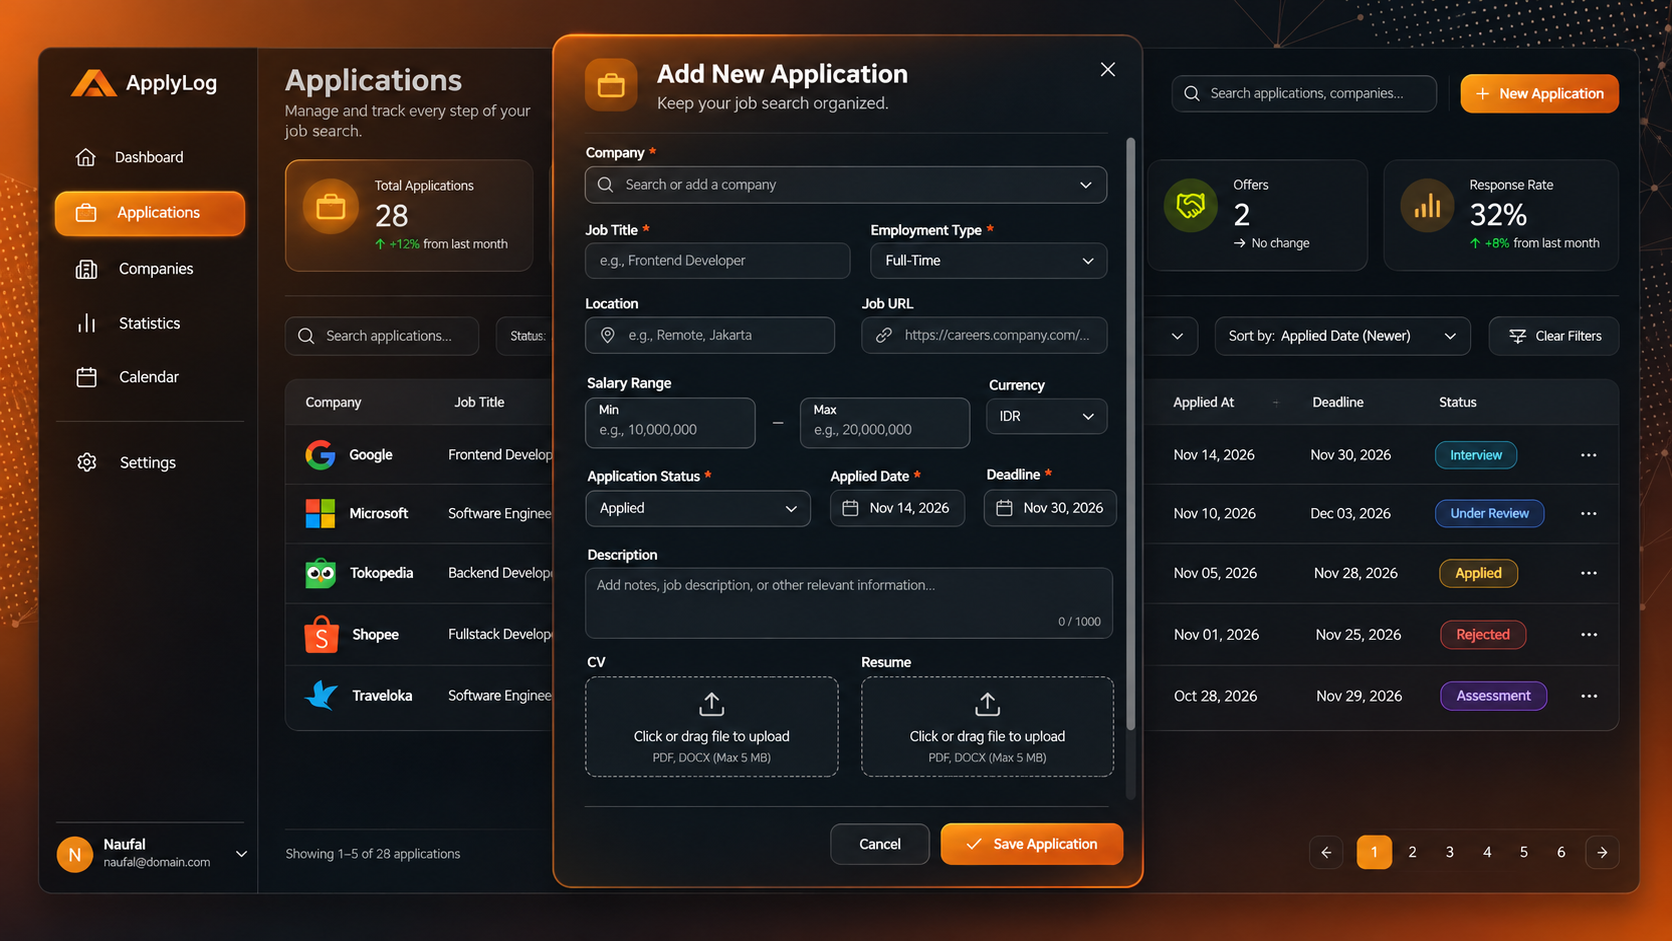 ApplyLog
Dashboard
Applications
Companies
Statistics
Calendar
Settings
N
Naufal
naufal@domain.com
Applications
Manage and track every step of your
job search.
Search applications, companies...
+ New Application
Total Applications
28
↑ +12% from last month
Offers
2
→ No change
Response Rate
32%
↑ +8% from last month
Search applications...
Status:
Sort by: Applied Date (Newer)
Clear Filters
Company Job Title Applied At Deadline Status
Google Frontend Develop Nov 14, 2026 Nov 30, 2026 Interview
Microsoft Software Enginee Nov 10, 2026 Dec 03, 2026 Under Review
Tokopedia Backend Develop Nov 05, 2026 Nov 28, 2026 Applied
S Shopee Fullstack Develop Nov 01, 2026 Nov 25, 2026 Rejected
Traveloka Software Enginee Oct 28, 2026 Nov 29, 2026 Assessment
Showing 1–5 of 28 applications
← 1 2 3 4 5 6 →
Add New Application
Keep your job search organized.
Company *
Search or add a company
Job Title *
e.g., Frontend Developer
Employment Type *
Full-Time
Location
e.g., Remote, Jakarta
Job URL
https://careers.company.com/...
Salary Range
Min
e.g., 10,000,000
–
Max
e.g., 20,000,000
Currency
IDR
Application Status *
Applied
Applied Date *
Nov 14, 2026
Deadline *
Nov 30, 2026
Description
Add notes, job description, or other relevant information...
0 / 1000
CV
Click or drag file to upload
PDF, DOCX (Max 5 MB)
Resume
Click or drag file to upload
PDF, DOCX (Max 5 MB)
Cancel
Save Application